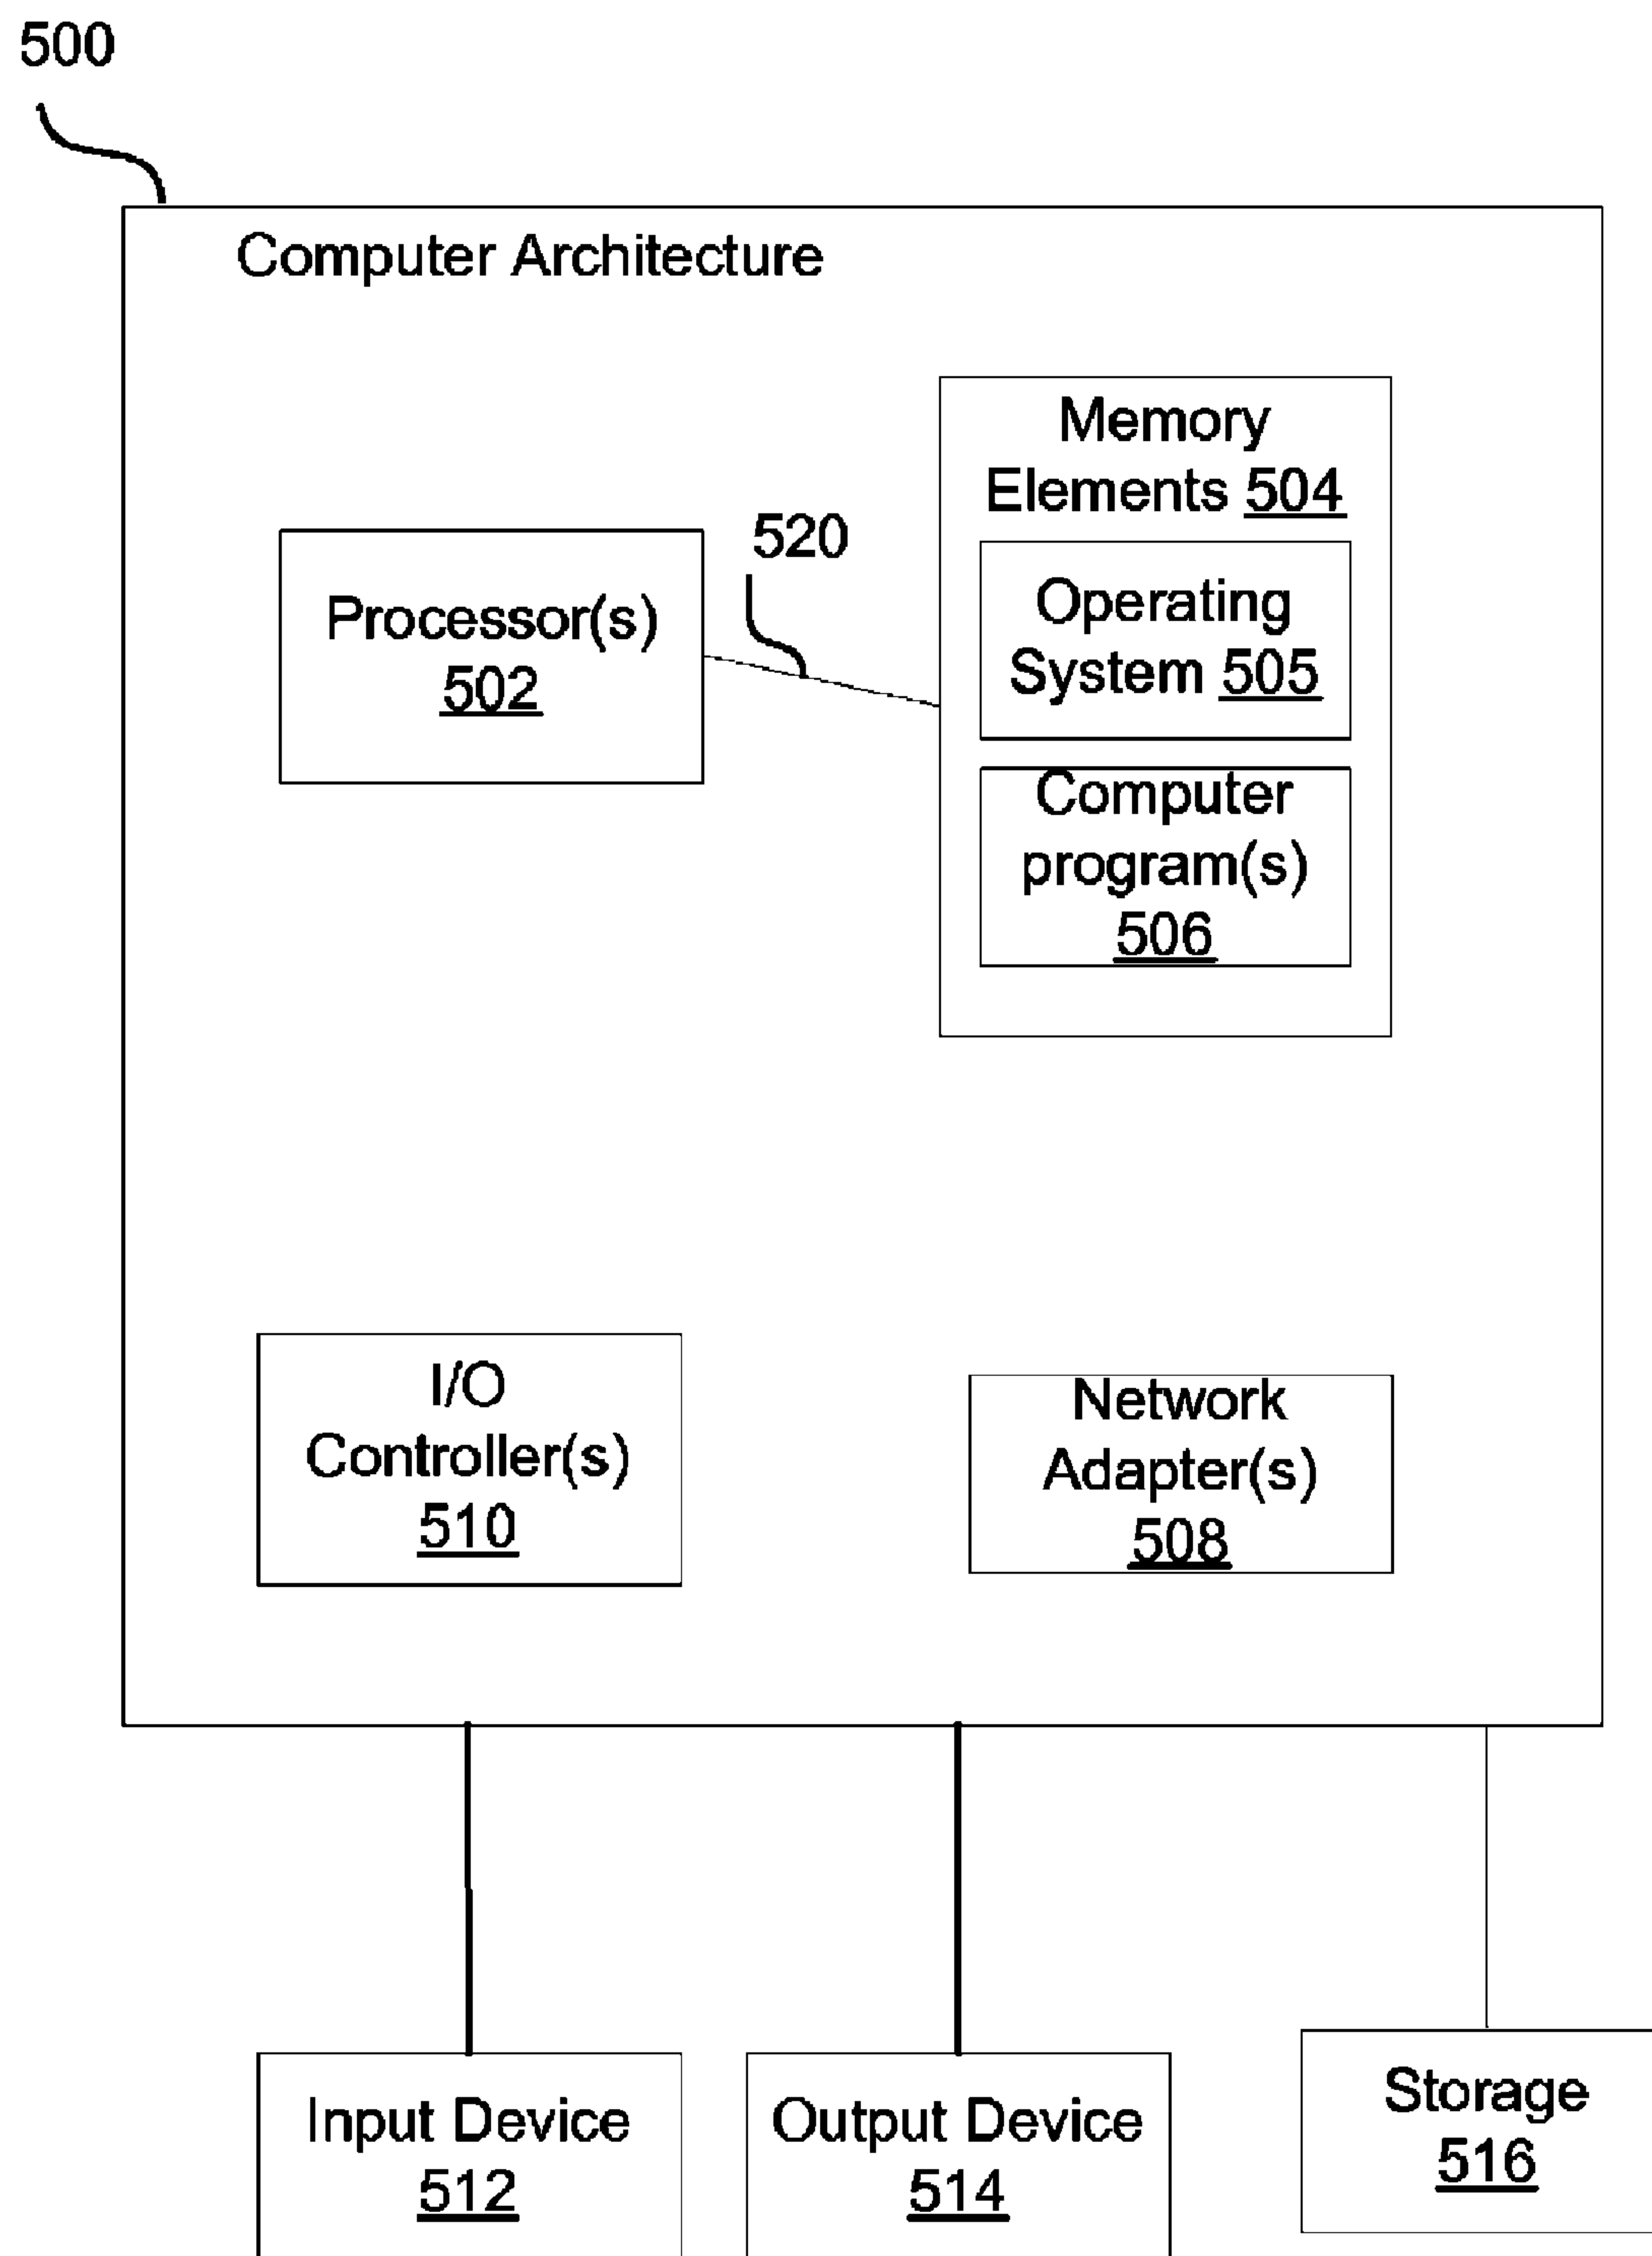 500
Computer Architecture
Memory
Elements 504
520
Processor(s)
502
Operating
System 505
Computer
program(s)
506
I/O
Controller(s)
510
Network
Adapter(s)
508
Input Device
512
Output Device
514
Storage
516